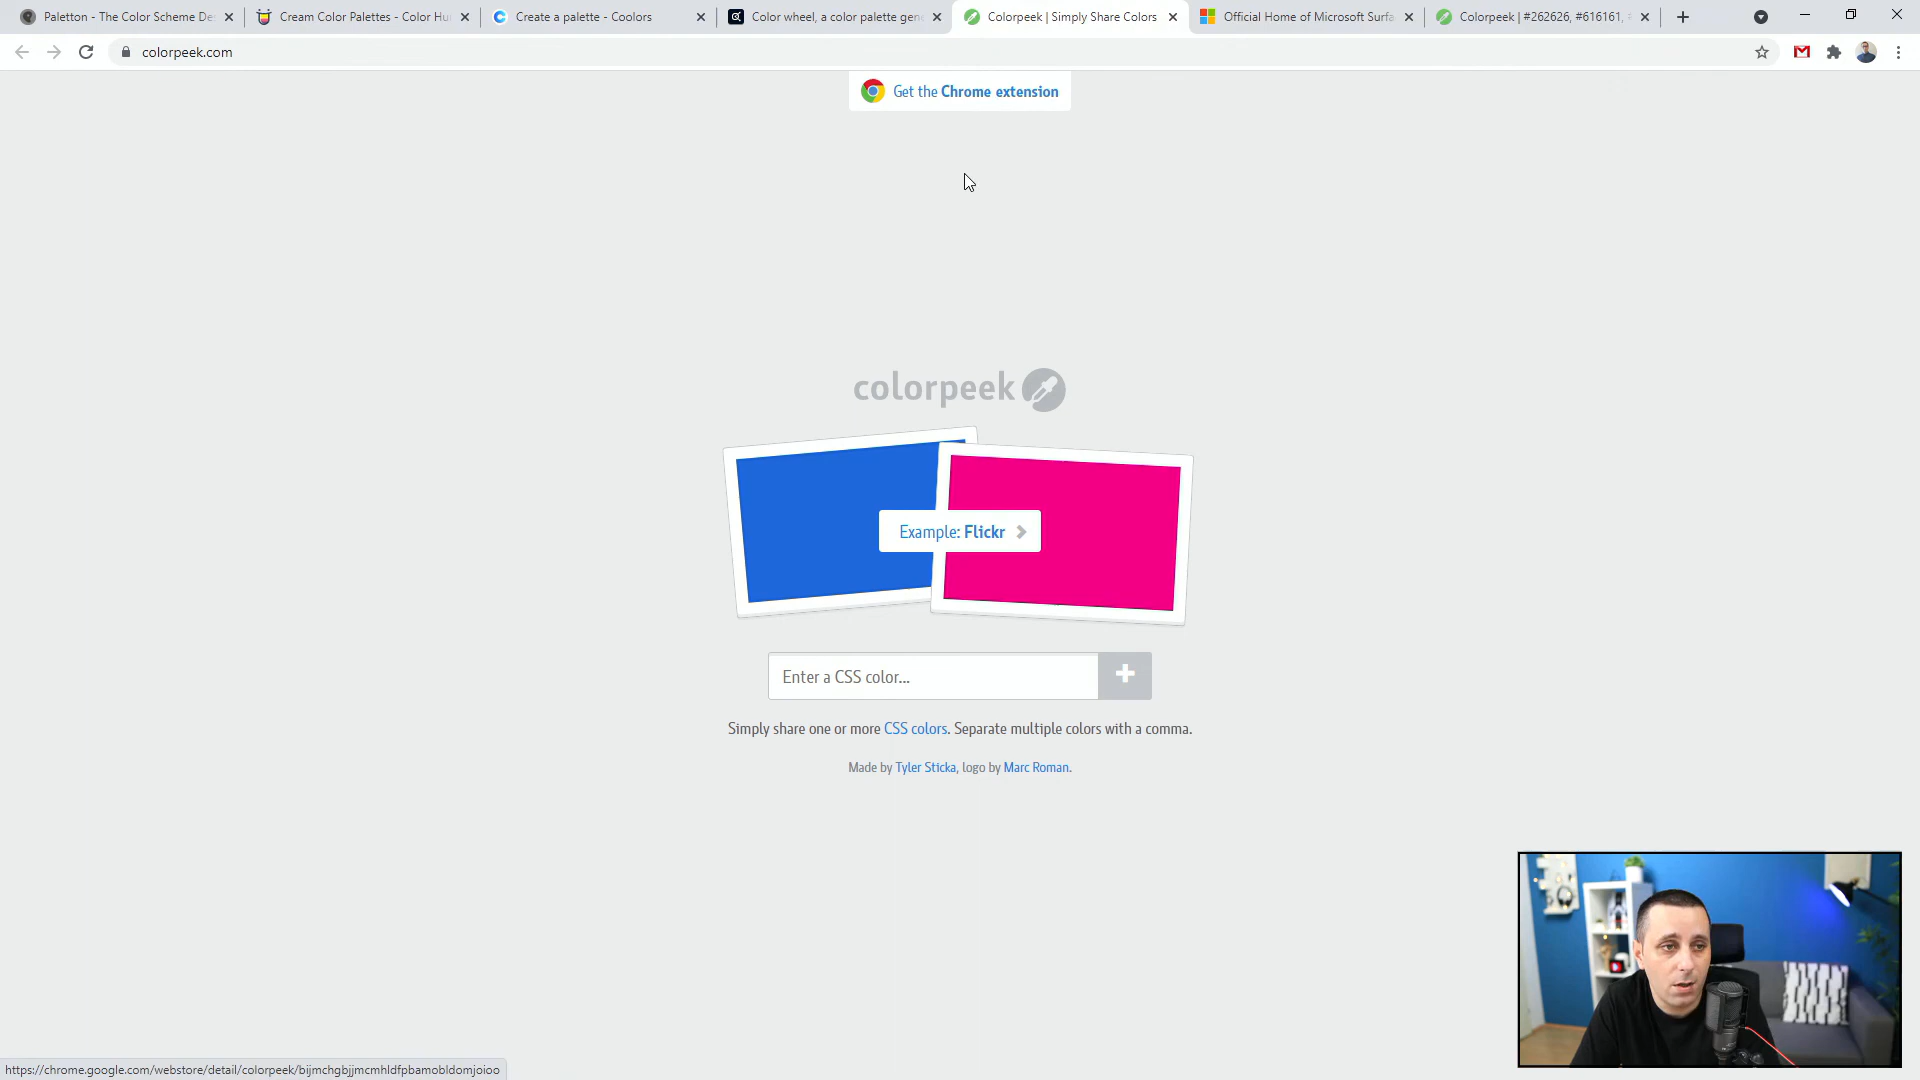 Paletton - The Color Scheme De
Cream Color Palettes - Color Hu
Create a palette - Coolors
Color wheel, a color palette gen
Colorpeek | Simply Share Colors
Official Home of Microsoft Surfa
Colorpeek | #262626, #616161, #
colorpeek.com
Get the Chrome extension
colorpeek
Example: Flickr
Enter a CSS color...
Simply share one or more CSS colors. Separate multiple colors with a comma.
Made by Tyler Sticka, logo by Marc Roman.
https://chrome.google.com/webstore/detail/colorpeek/bijmchgbjjmcmhldfpbamobldomjoioo